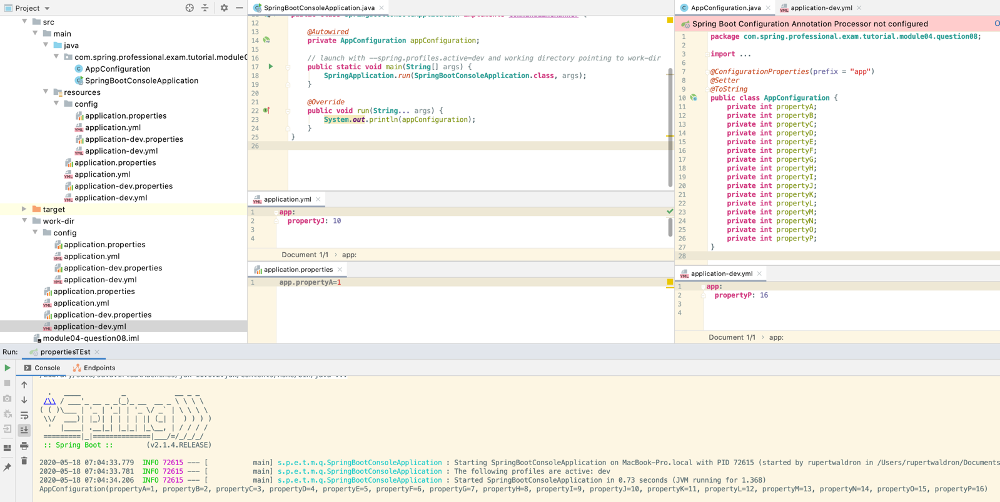 Project
src
main
java
com.spring.professional.exam.tutorial.module0
AppConfiguration
SpringBootConsoleApplication
resources
config
application.properties
application.yml
application-dev.properties
application-dev.yml
application.properties
application.yml
application-dev.properties
application-dev.yml
target
work-dir
config
application.properties
application.yml
application-dev.properties
application-dev.yml
application.properties
application.yml
application-dev.properties
application-dev.yml
module04-question08.iml
SpringBootConsoleApplication.java
12
13 @Autowired
14 private AppConfiguration appConfiguration;
15
16 // launch with --spring.profiles.active=dev and working directory pointing to work-dir
17 public static void main(String[] args) {
18 SpringApplication.run(SpringBootConsoleApplication.class, args);
19 }
20
21 @Override
22 public void run(String... args) {
23 System.out.println(appConfiguration);
24 }
25 }
26
application.yml
1 app:
2 propertyJ: 10
3
4
Document 1/1 › app:
application.properties
1 app.propertyA=1
AppConfiguration.java
application-dev.yml
Spring Boot Configuration Annotation Processor not configured
1 package com.spring.professional.exam.tutorial.module04.question08;
2
3 import ...
6
7 @ConfigurationProperties(prefix = "app")
8 @Setter
9 @ToString
10 public class AppConfiguration {
11 private int propertyA;
12 private int propertyB;
13 private int propertyC;
14 private int propertyD;
15 private int propertyE;
16 private int propertyF;
17 private int propertyG;
18 private int propertyH;
19 private int propertyI;
20 private int propertyJ;
21 private int propertyK;
22 private int propertyL;
23 private int propertyM;
24 private int propertyN;
25 private int propertyO;
26 private int propertyP;
27 }
28
application-dev.yml
1 app:
2 propertyP: 16
3
4
Document 1/1 › app:
Run: propertiesTEst
Console Endpoints
:: Spring Boot :: (v2.1.4.RELEASE)
2020-05-18 07:04:33.779 INFO 72615 --- [ main] s.p.e.t.m.q.SpringBootConsoleApplication : Starting SpringBootConsoleApplication on MacBook-Pro.local with PID 72615 (started by rupertwaldron in /Users/rupertwaldron/Documents
2020-05-18 07:04:33.781 INFO 72615 --- [ main] s.p.e.t.m.q.SpringBootConsoleApplication : The following profiles are active: dev
2020-05-18 07:04:34.206 INFO 72615 --- [ main] s.p.e.t.m.q.SpringBootConsoleApplication : Started SpringBootConsoleApplication in 0.73 seconds (JVM running for 1.368)
AppConfiguration(propertyA=1, propertyB=2, propertyC=3, propertyD=4, propertyE=5, propertyF=6, propertyG=7, propertyH=8, propertyI=9, propertyJ=10, propertyK=11, propertyL=12, propertyM=13, propertyN=14, propertyO=15, propertyP=16)